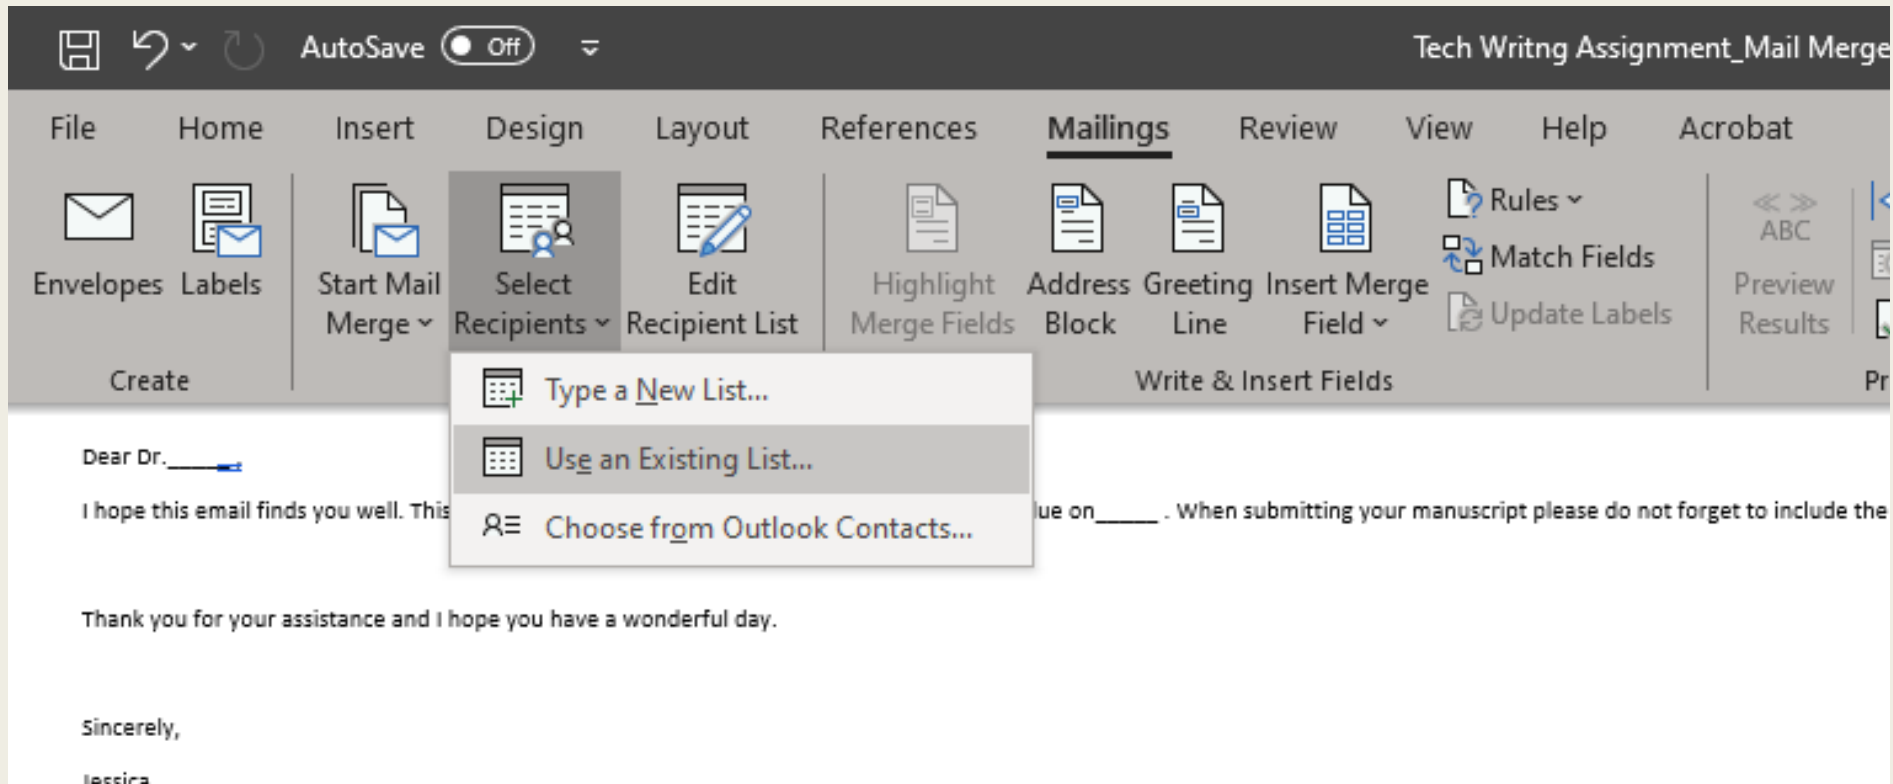 AutoSave Off Tech Writng Assignment_Mail Merge
File Home Insert Design Layout References Mailings Review View Help Acrobat
Envelopes Labels Start Mail Merge Select Recipients Edit Recipient List Highlight Merge Fields Address Block Greeting Line Insert Merge Field Rules Match Fields Update Labels ABC Preview Results
Create Write & Insert Fields Pr
Type a New List...
Use an Existing List...
Choose from Outlook Contacts...
Dear Dr._____,
I hope this email finds you well. This lue on_____ . When submitting your manuscript please do not forget to include the
Thank you for your assistance and I hope you have a wonderful day.
Sincerely,
Jessica